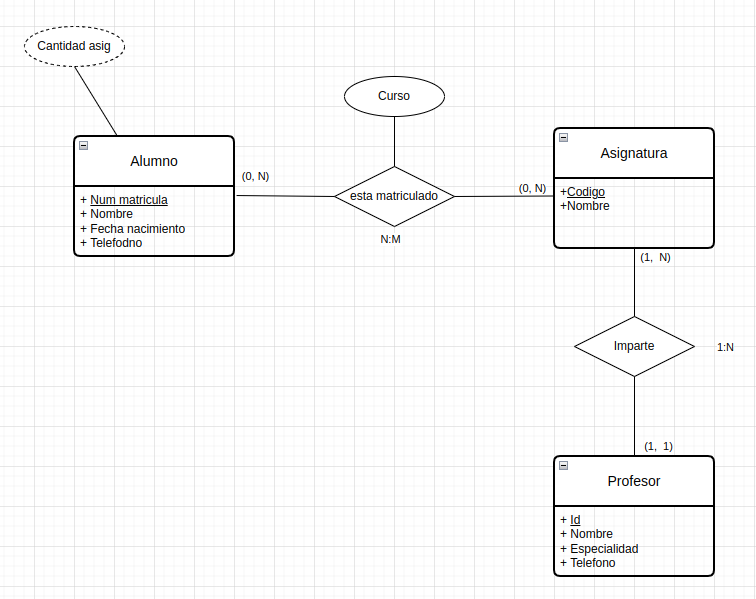 Cantidad asig
Curso
Alumno
+ Num matricula
+ Nombre
+ Fecha nacimiento
+ Telefodno
(0, N)
esta matriculado
N:M
(0, N)
Asignatura
+Codigo
+Nombre
(1, N)
Imparte
1:N
(1, 1)
Profesor
+ Id
+ Nombre
+ Especialidad
+ Telefono